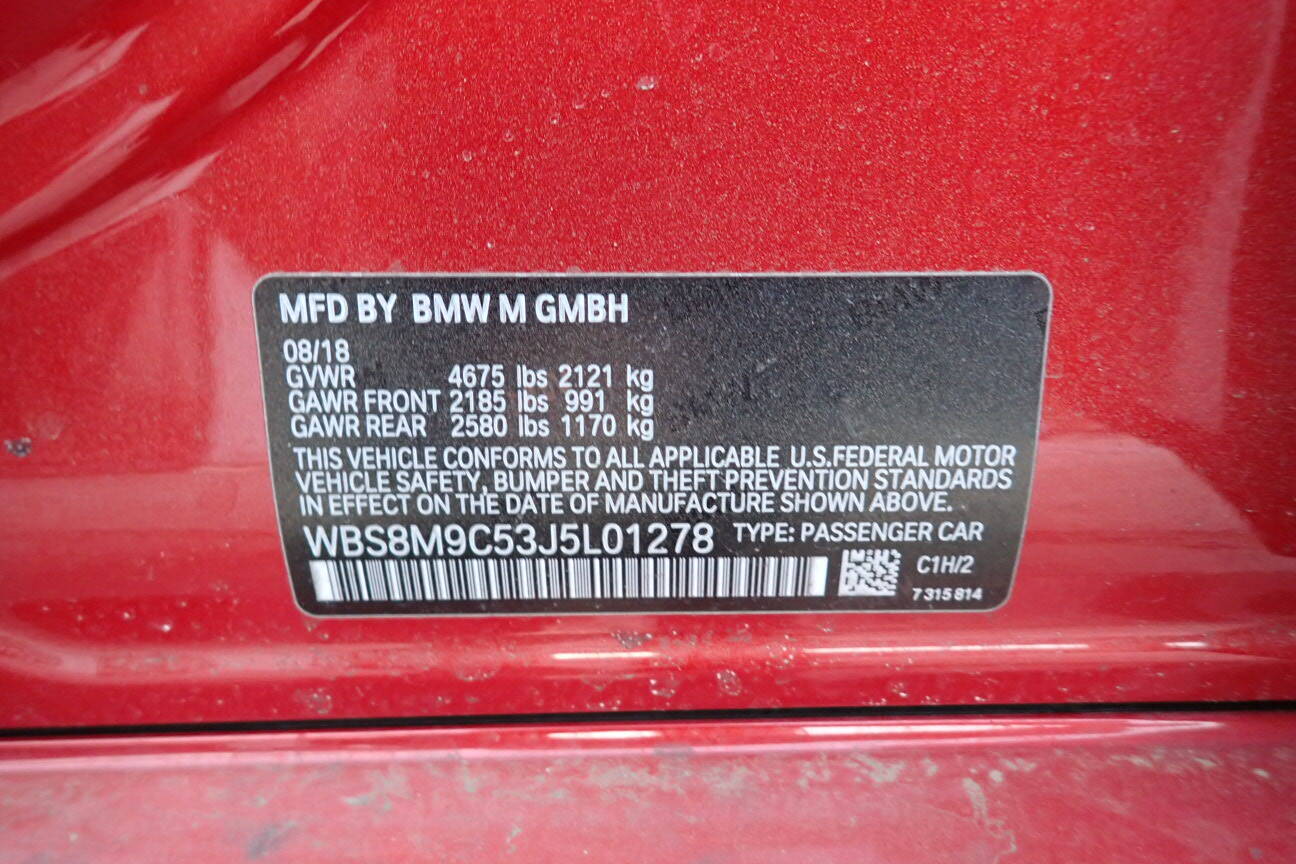 MFD BY BMW M GMBH
08/18
GVWR 4675 lbs 2121 kg
GAWR FRONT 2185 lbs 991 kg
GAWR REAR 2580 lbs 1170 kg
THIS VEHICLE CONFORMS TO ALL APPLICABLE U.S.FEDERAL MOTOR
VEHICLE SAFETY, BUMPER AND THEFT PREVENTION STANDARDS
IN EFFECT ON THE DATE OF MANUFACTURE SHOWN ABOVE.
WBS8M9C53J5L01278 TYPE: PASSENGER CAR
C1H/2
7 315 814